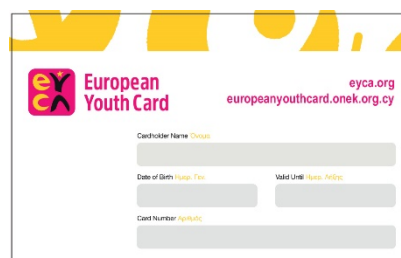 eyca
European
Youth Card
eyca.org
europeanyouthcard.onek.org.cy
Cardholder Name Όνομα
Date of Birth Ημερ. Γεν.
Valid Until Ημερ. Λήξης
Card Number Αριθμός